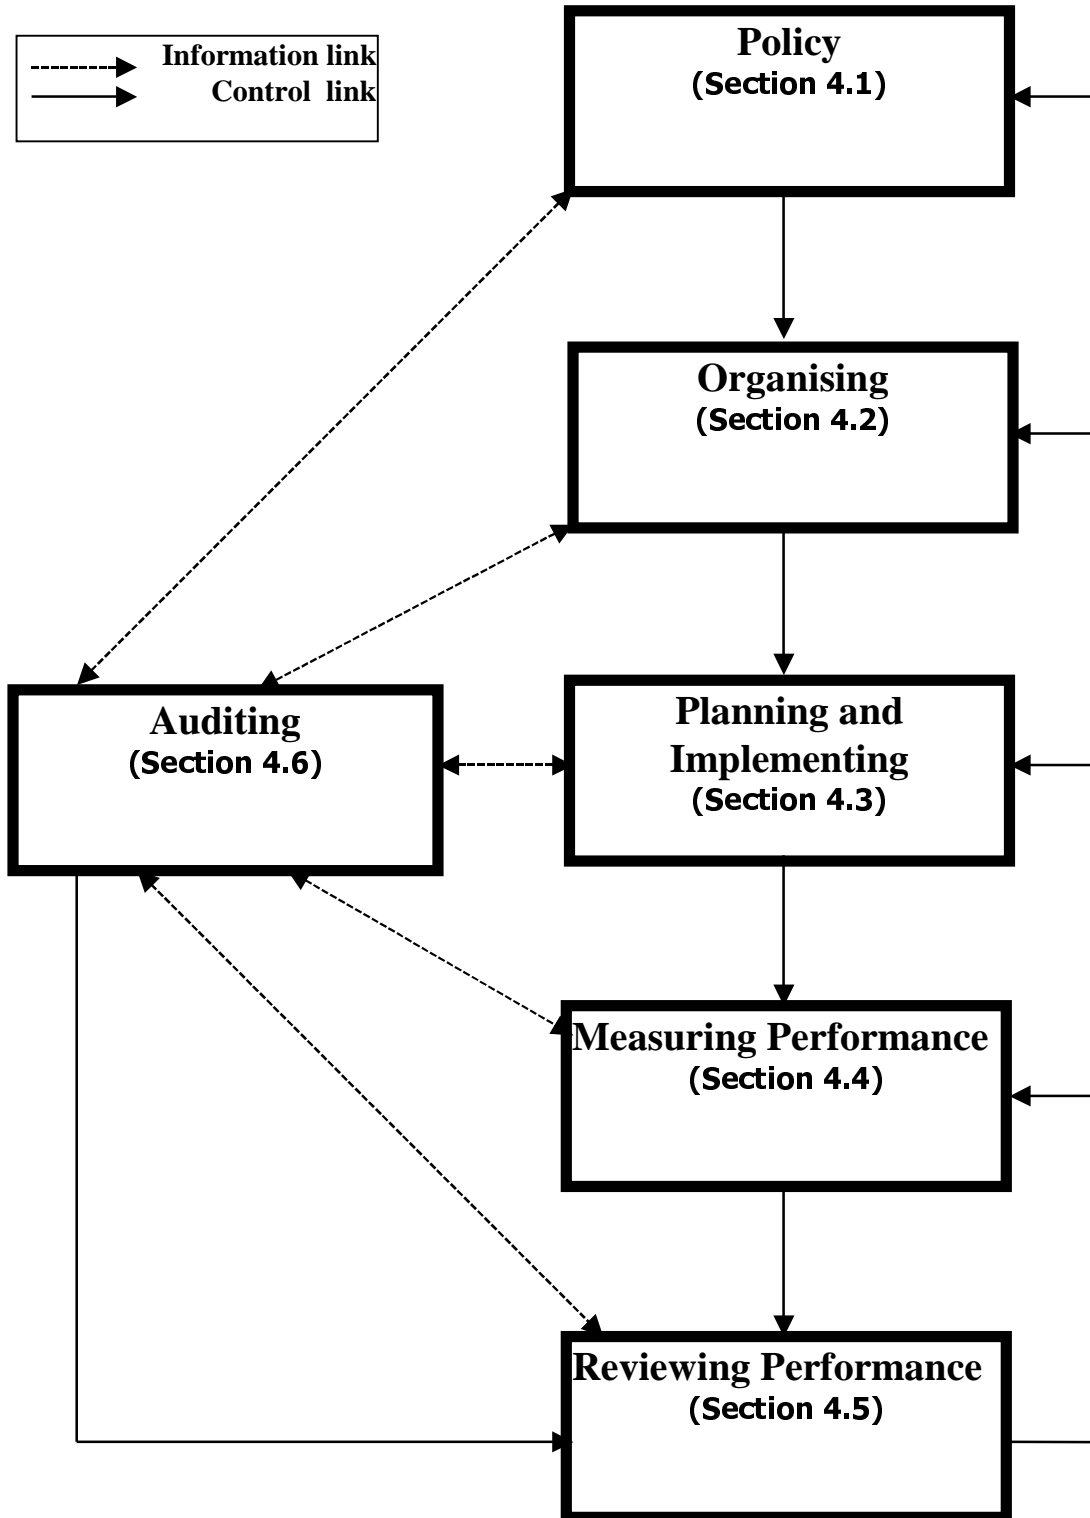 Information link
Control link
Policy
(Section 4.1)
Organising
(Section 4.2)
Auditing
(Section 4.6)
Planning and
Implementing
(Section 4.3)
Measuring Performance
(Section 4.4)
Reviewing Performance
(Section 4.5)